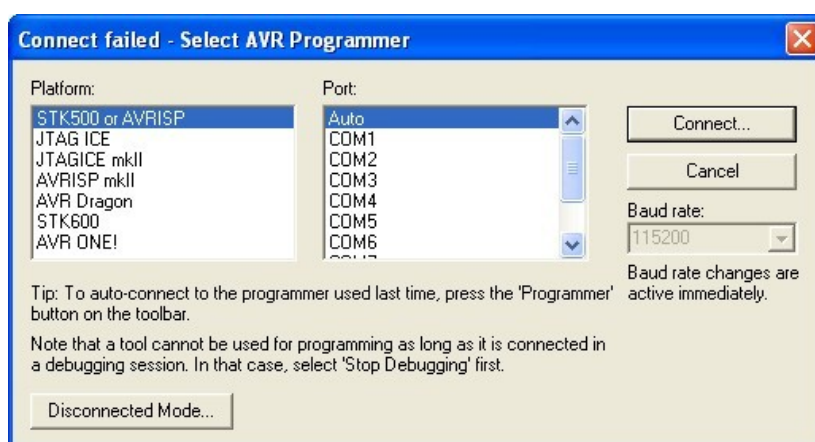 Connect failed - Select AVR Programmer
Platform:
STK500 or AVRISP
JTAG ICE
JTAGICE mkII
AVRISP mkII
AVR Dragon
STK600
AVR ONE!
Port:
Auto
COM1
COM2
COM3
COM4
COM5
COM6
Connect...
Cancel
Baud rate:
115200
Baud rate changes are
active immediately.
Tip: To auto-connect to the programmer used last time, press the 'Programmer'
button on the toolbar.
Note that a tool cannot be used for programming as long as it is connected in
a debugging session. In that case, select 'Stop Debugging' first.
Disconnected Mode...